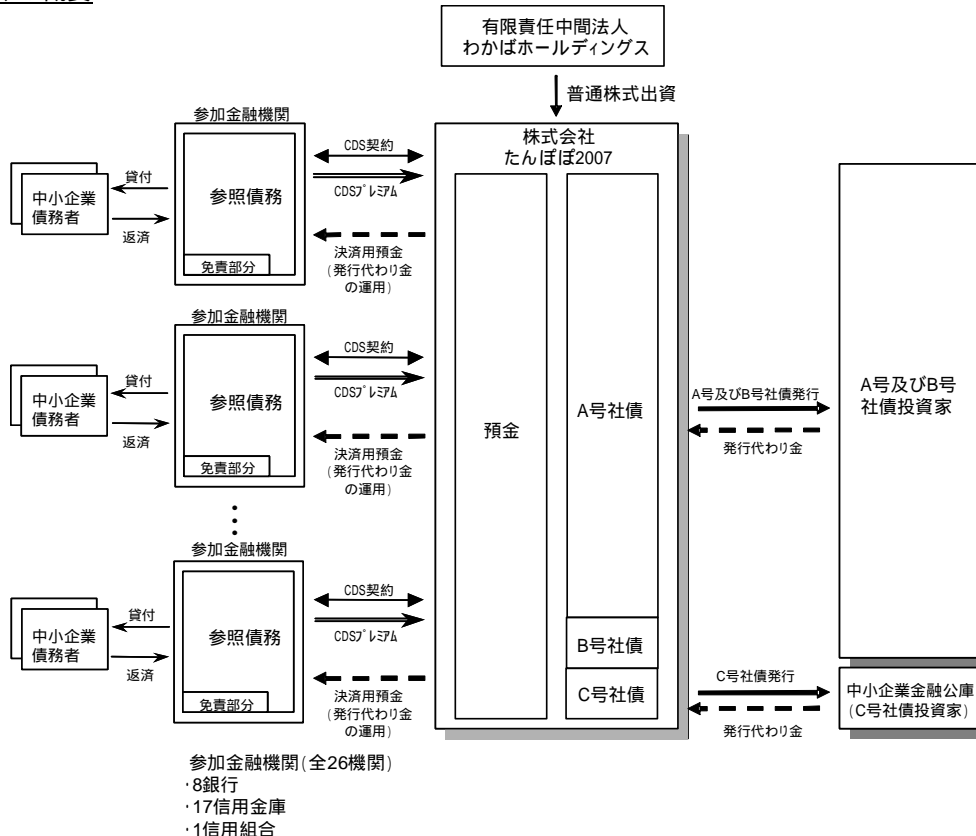 有限責任中間法人
わかばホールディングス
普通株式出資
参加金融機関
株式会社
たんぽぽ2007
中小企業
債務者
貸付
返済
参照債務
免責部分
CDS契約
CDSプレミアム
決済用預金
(発行代わり金
の運用)
参加金融機関
中小企業
債務者
貸付
返済
参照債務
免責部分
CDS契約
CDSプレミアム
決済用預金
(発行代わり金
の運用)
参加金融機関
中小企業
債務者
貸付
返済
参照債務
免責部分
CDS契約
CDSプレミアム
決済用預金
(発行代わり金
の運用)
預金
A号社債
B号社債
C号社債
A号及びB号社債発行
発行代わり金
A号及びB号
社債投資家
C号社債発行
発行代わり金
中小企業金融公庫
(C号社債投資家)
参加金融機関(全26機関)
・8銀行
・17信用金庫
・1信用組合